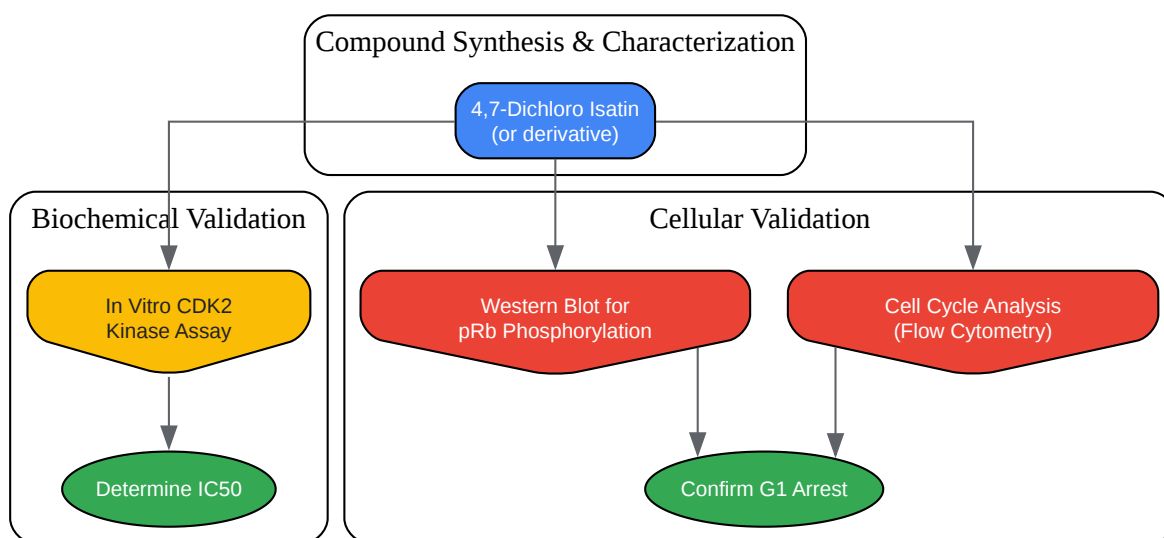 Compound Synthesis & Characterization
4,7-Dichloro Isatin
(or derivative)
Biochemical Validation
Cellular Validation
In Vitro CDK2
Kinase Assay
Western Blot for
pRb Phosphorylation
Cell Cycle Analysis
(Flow Cytometry)
Determine IC50
Confirm G1 Arrest